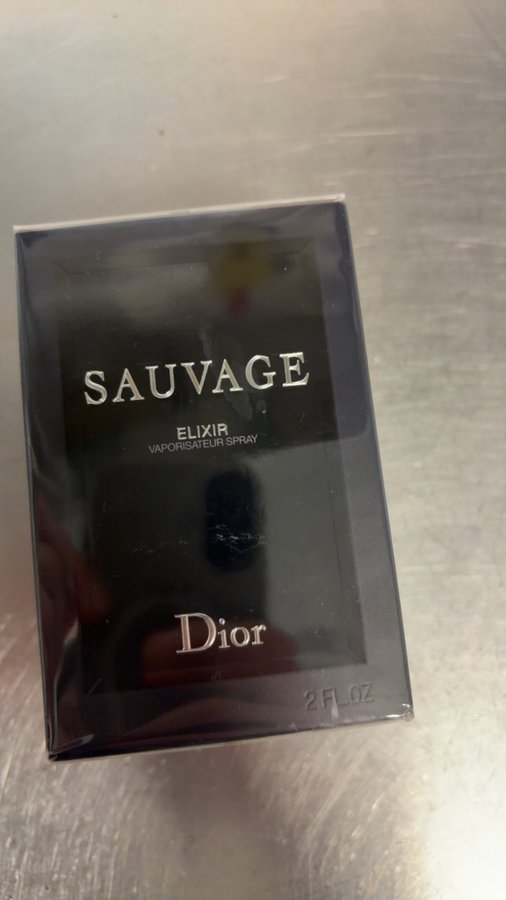 SAUVAGE
ELIXIR
VAPORISATEUR SPRAY
Dior
2 FL.OZ